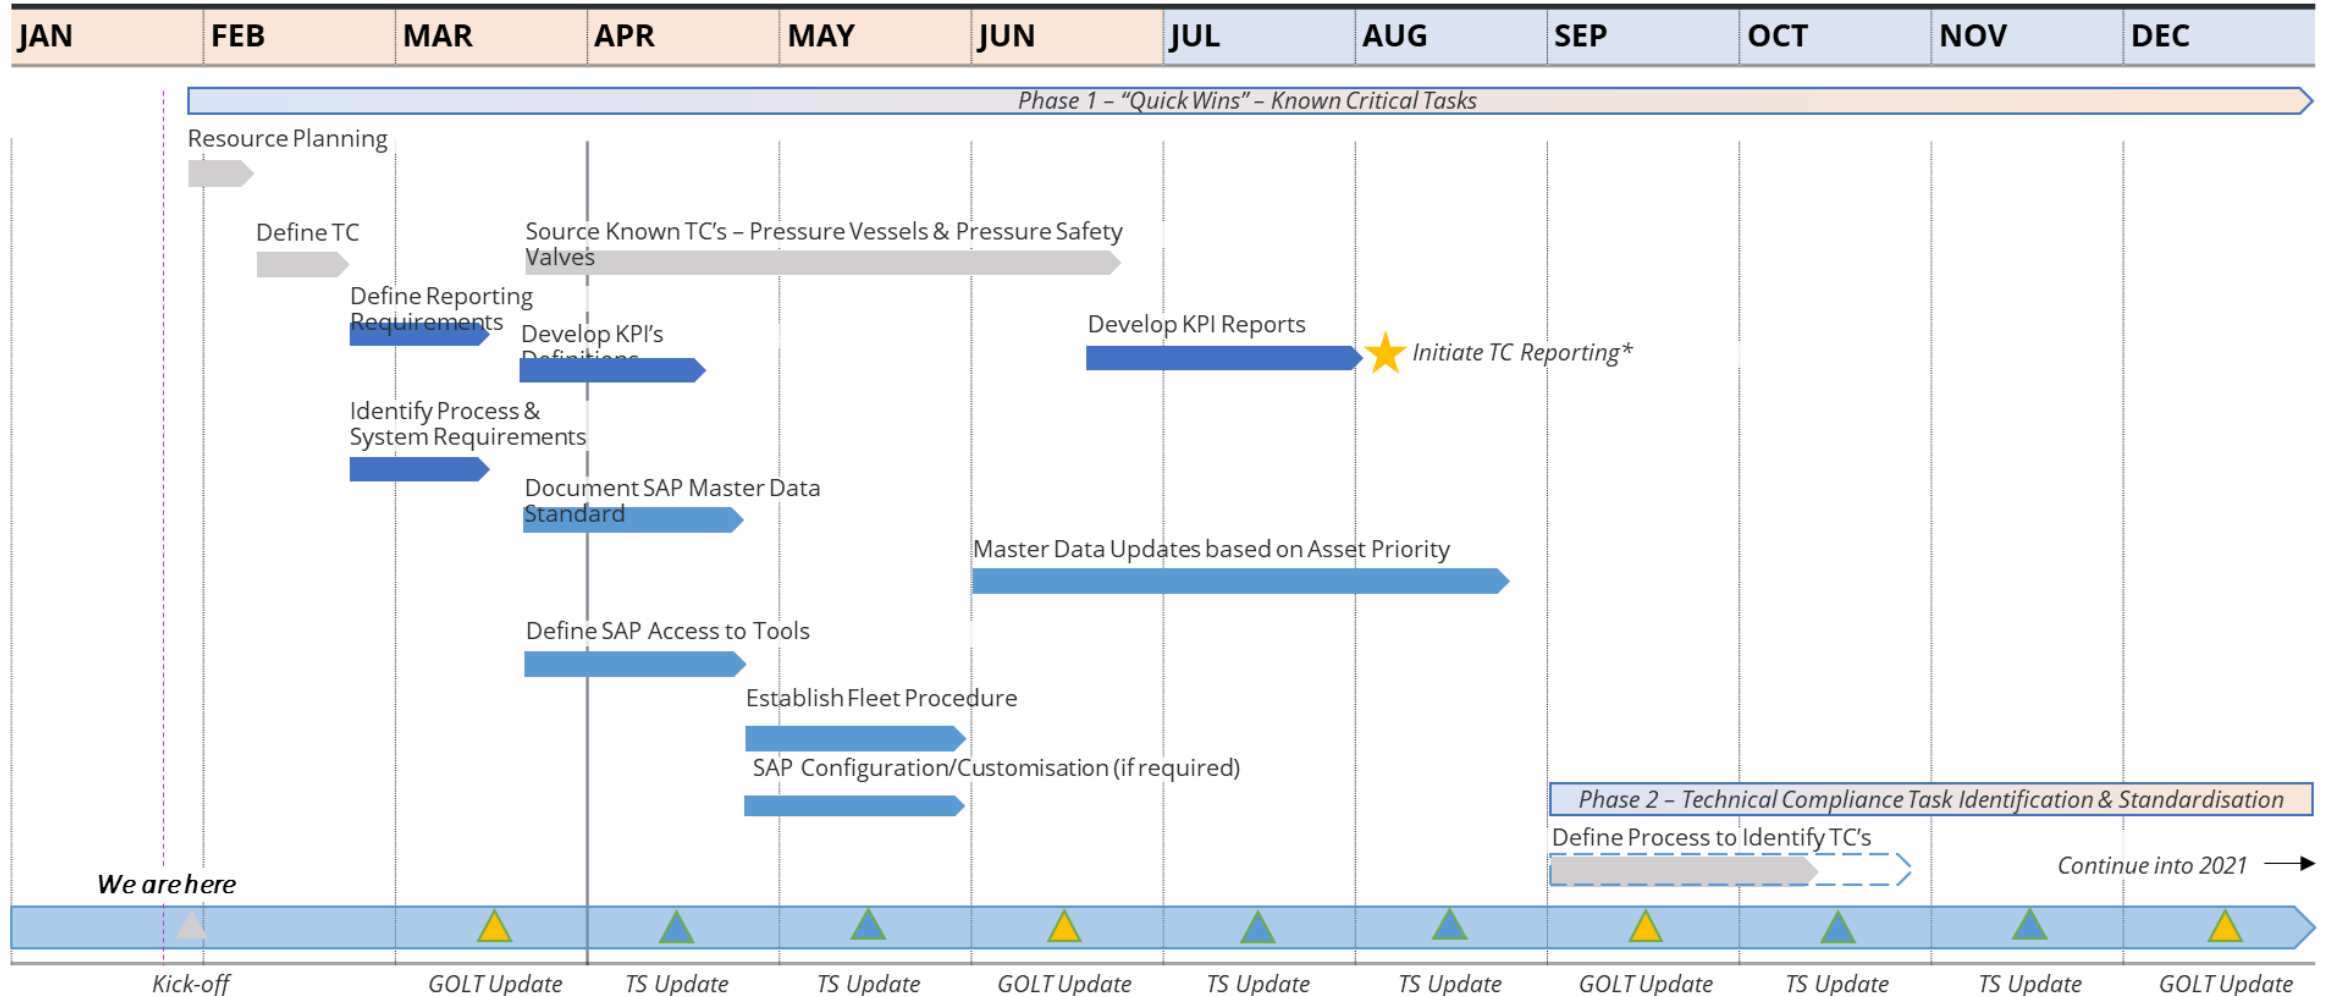 JAN FEB MAR APR MAY JUN JUL AUG SEP OCT NOV DEC
Phase 1 – “Quick Wins” – Known Critical Tasks
Resource Planning
Define TC
Source Known TC’s – Pressure Vessels & Pressure Safety
Valves
Define Reporting
Requirements
Develop KPI’s
Definitions
Develop KPI Reports
Initiate TC Reporting*
Identify Process &
System Requirements
Document SAP Master Data
Standard
Master Data Updates based on Asset Priority
Define SAP Access to Tools
Establish Fleet Procedure
SAP Configuration/Customisation (if required)
Phase 2 – Technical Compliance Task Identification & Standardisation
Define Process to Identify TC’s
Continue into 2021
We are here
Kick-off GOLT Update TS Update TS Update GOLT Update TS Update TS Update GOLT Update TS Update TS Update GOLT Update